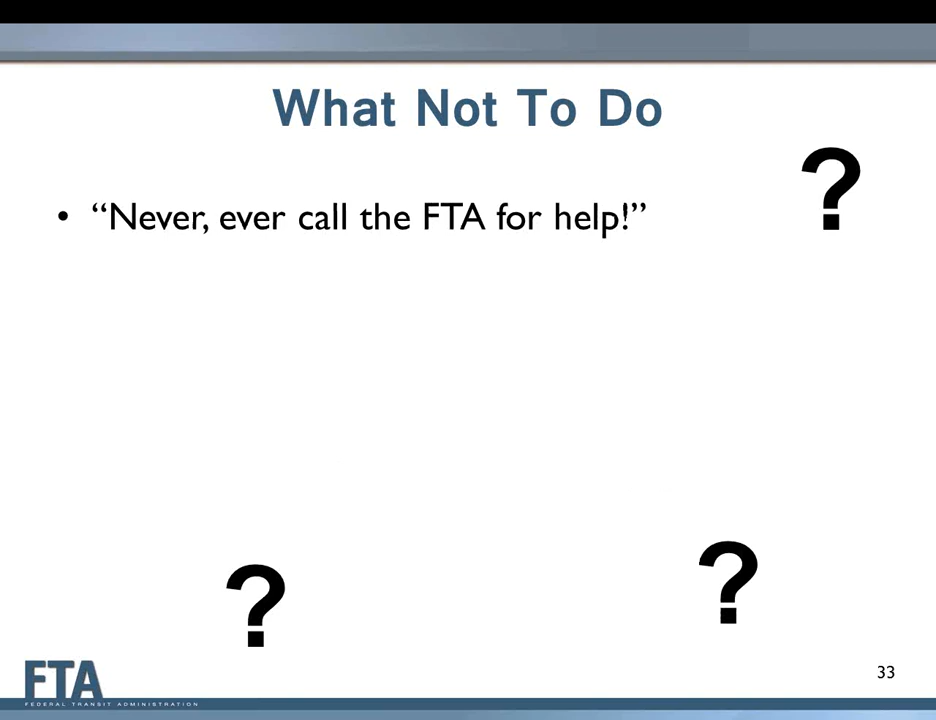 What Not To Do
?
• “Never, ever call the FTA for help!”
?
?
33
FTA
FEDERAL TRANSIT ADMINISTRATION